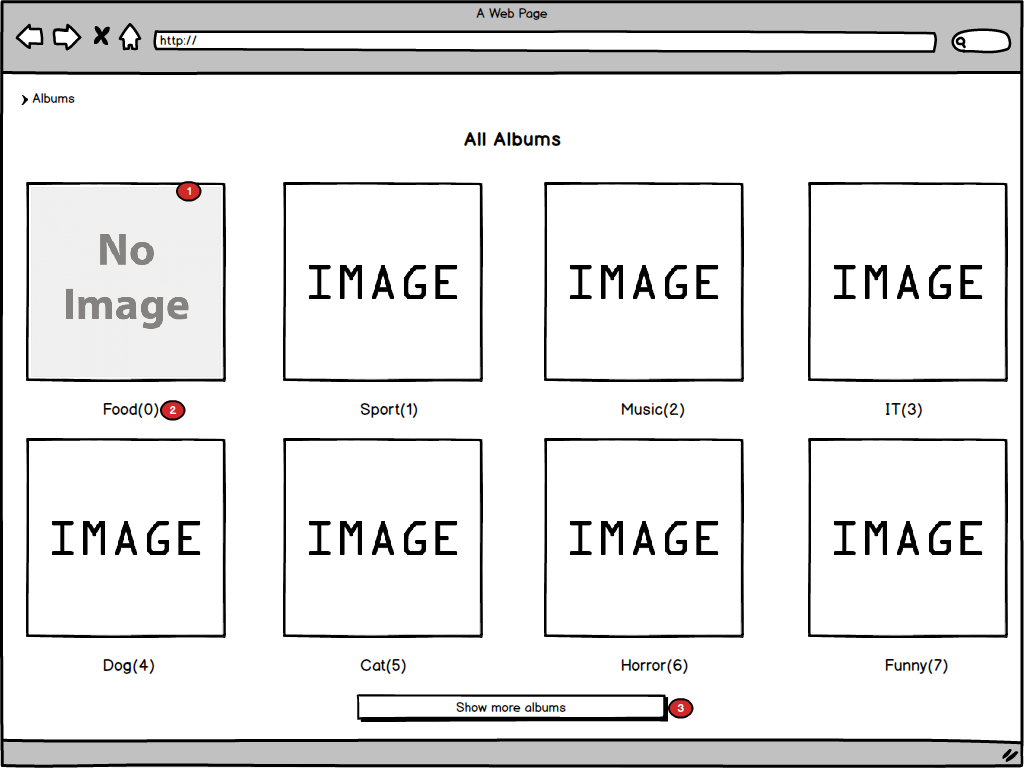 A Web Page
http://
Albums
All Albums
1
No
Image
IMAGE
IMAGE
IMAGE
Food(0) 2
Sport(1)
Music(2)
IT(3)
IMAGE
IMAGE
IMAGE
IMAGE
Dog(4)
Cat(5)
Horror(6)
Funny(7)
Show more albums 3